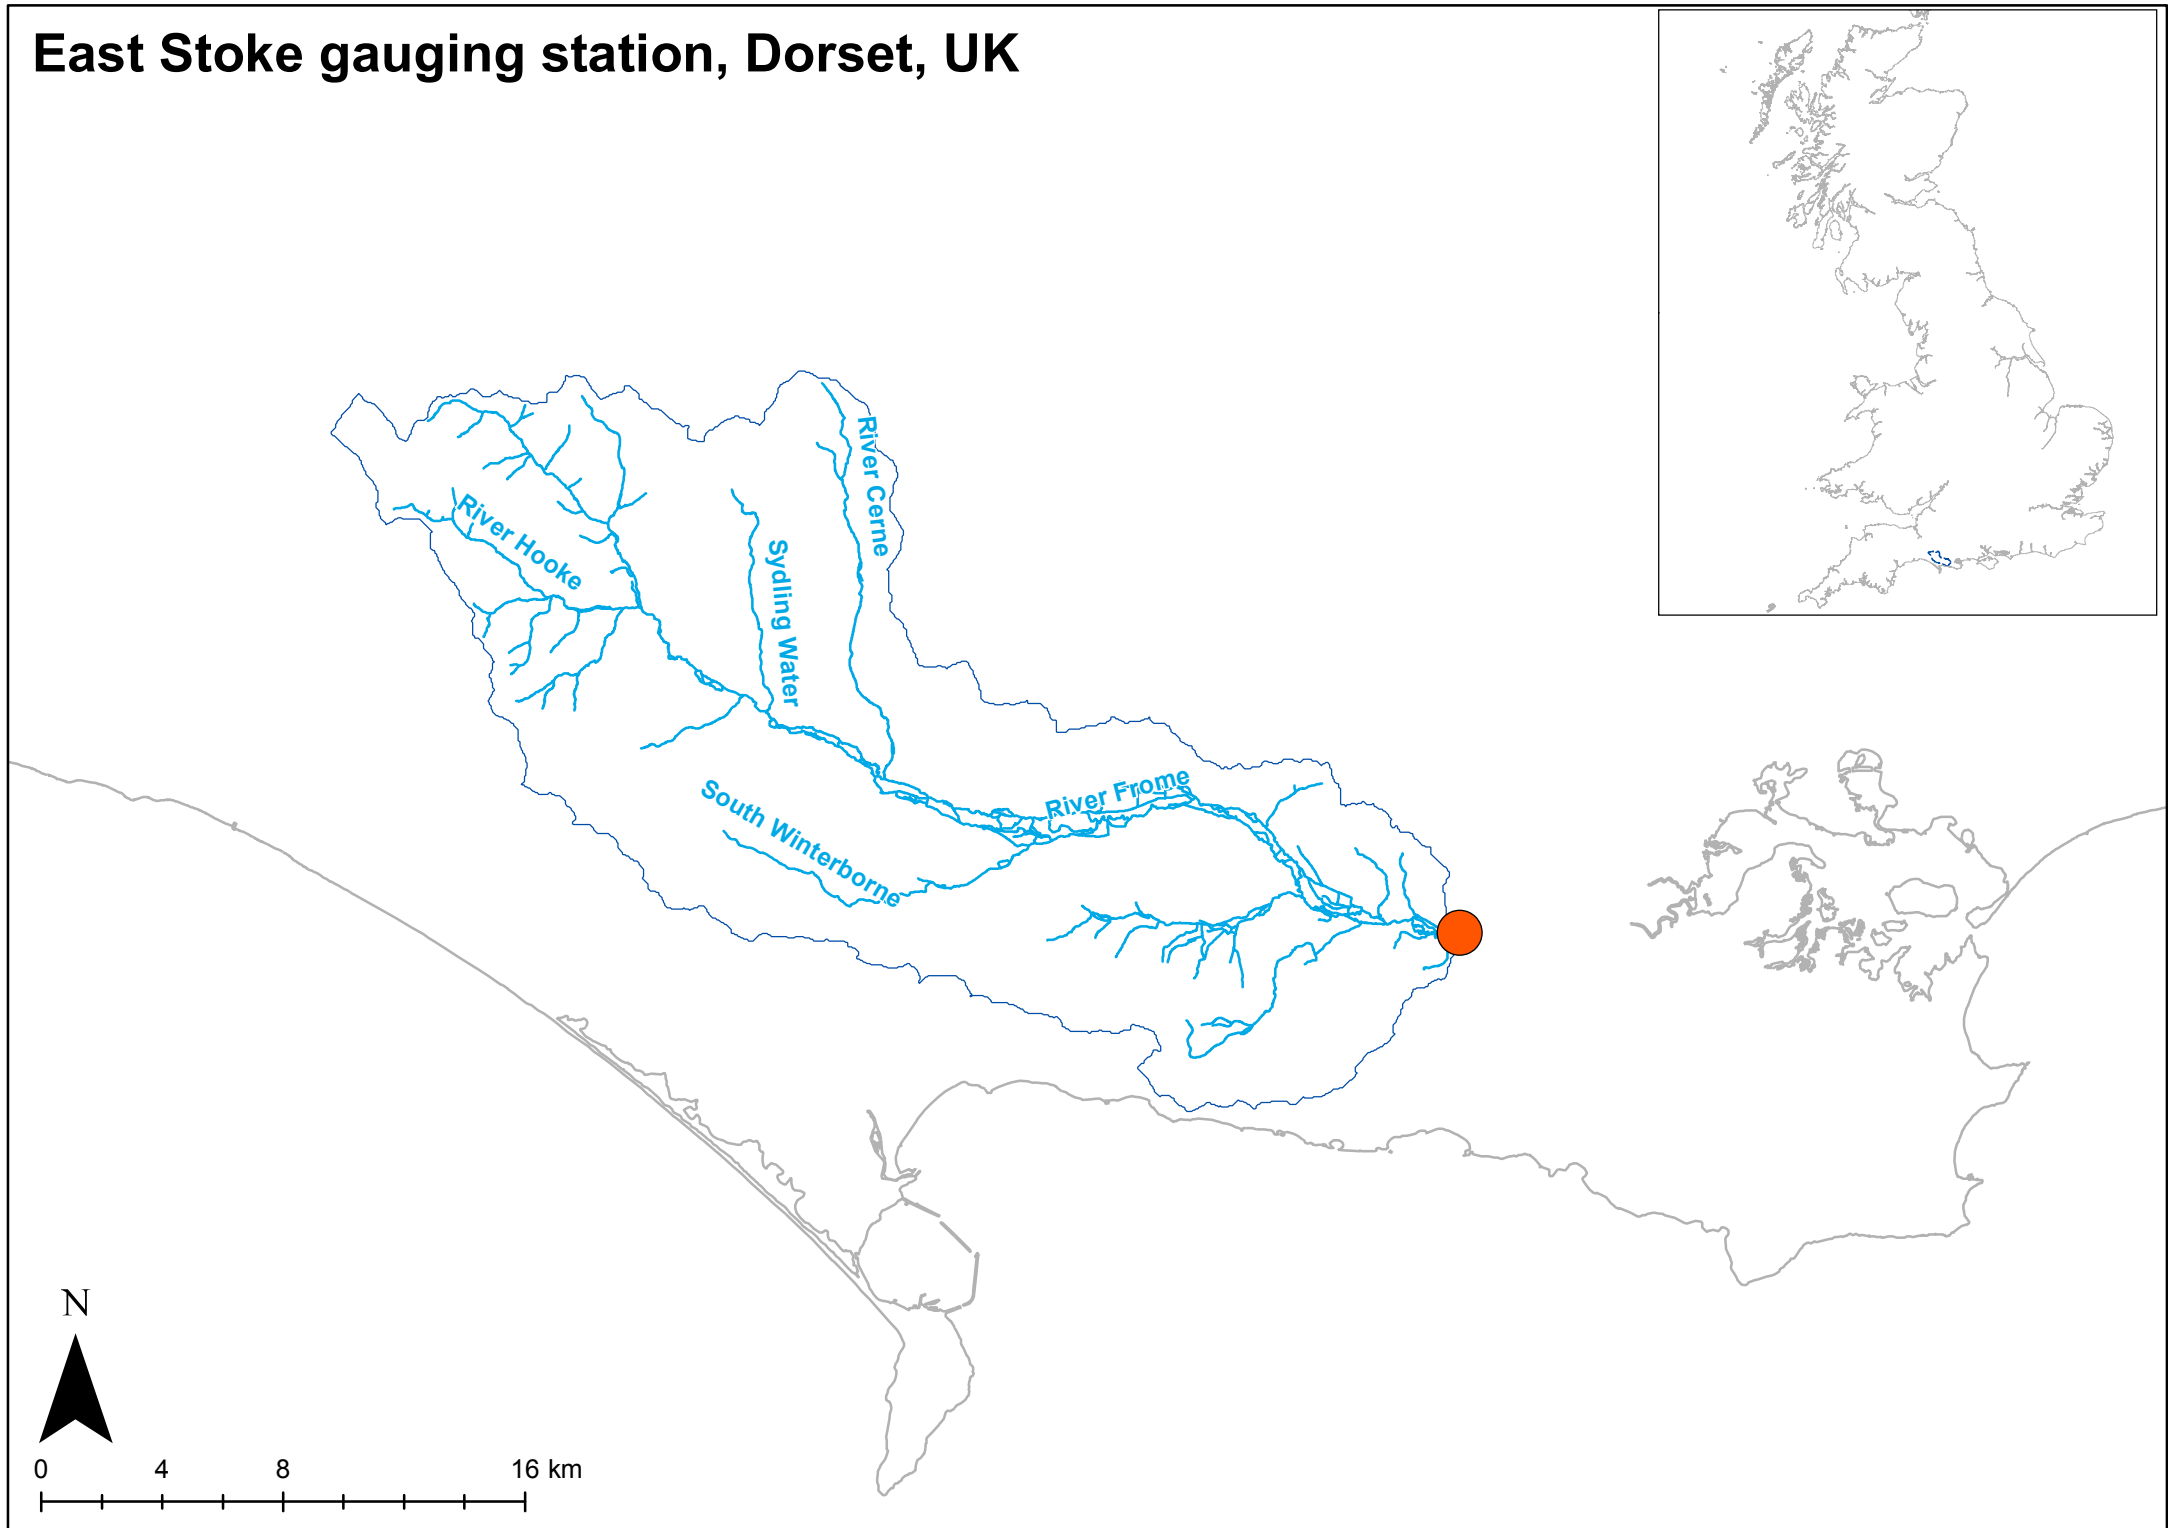 East Stoke gauging station, Dorset, UK
River Cerne
River Hooke
Sydling Water
River Frome
South Winterborne
N
0 4 8 16 km